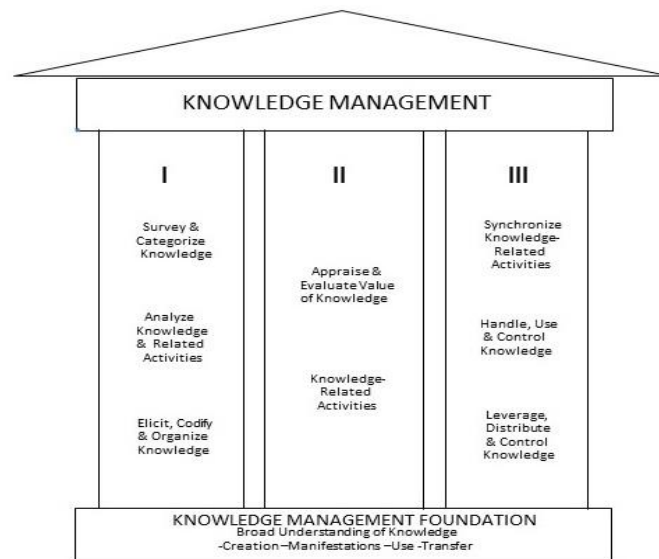 KNOWLEDGE MANAGEMENT
I
Survey &
Categorize
Knowledge
Analyze
Knowledge
& Related
Activities
Elicit, Codify
& Organize
Knowledge
II
Appraise &
Evaluate Value
of Knowledge
Knowledge-
Related
Activities
III
Synchronize
Knowledge-
Related
Activities
Handle, Use
& Control
Knowledge
Leverage,
Distribute
& Control
Knowledge
KNOWLEDGE MANAGEMENT FOUNDATION
Broad Understanding of Knowledge
-Creation—Manifestations —Use -Transfer